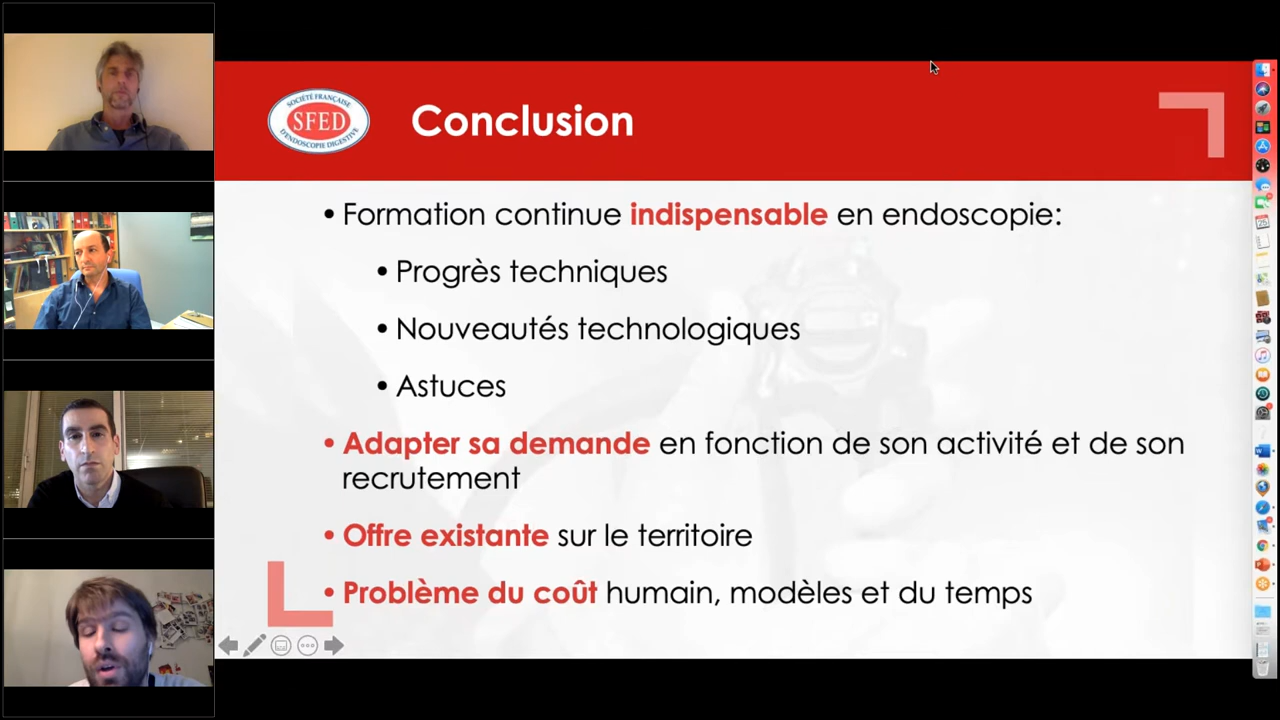 SOCIÉTÉ FRANÇAISE
SFED
D'ENDOSCOPIE DIGESTIVE
Conclusion
• Formation continue indispensable en endoscopie:
• Progrès techniques
• Nouveautés technologiques
• Astuces
• Adapter sa demande en fonction de son activité et de son
recrutement
• Offre existante sur le territoire
• Problème du coût humain, modèles et du temps